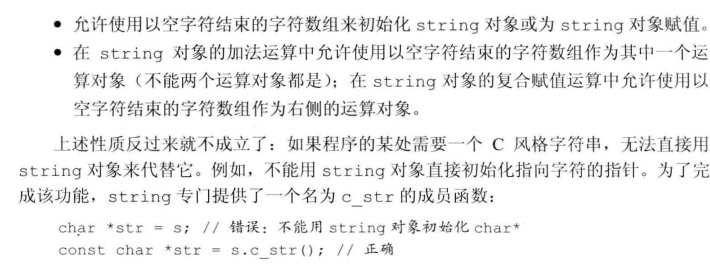 • 允许使用以空字符结束的字符数组来初始化 string 对象或为 string 对象赋值。
• 在 string 对象的加法运算中允许使用以空字符结束的字符数组作为其中一个运
算对象（不能两个运算对象都是）；在 string 对象的复合赋值运算中允许使用以
空字符结束的字符数组作为右侧的运算对象。
上述性质反过来就不成立了：如果程序的某处需要一个 C 风格字符串，无法直接用
string 对象来代替它。例如，不能用 string 对象直接初始化指向字符的指针。为了完
成该功能，string 专门提供了一个名为 c_str 的成员函数：
char *str = s; // 错误：不能用 string 对象初始化 char*
const char *str = s.c_str(); // 正确